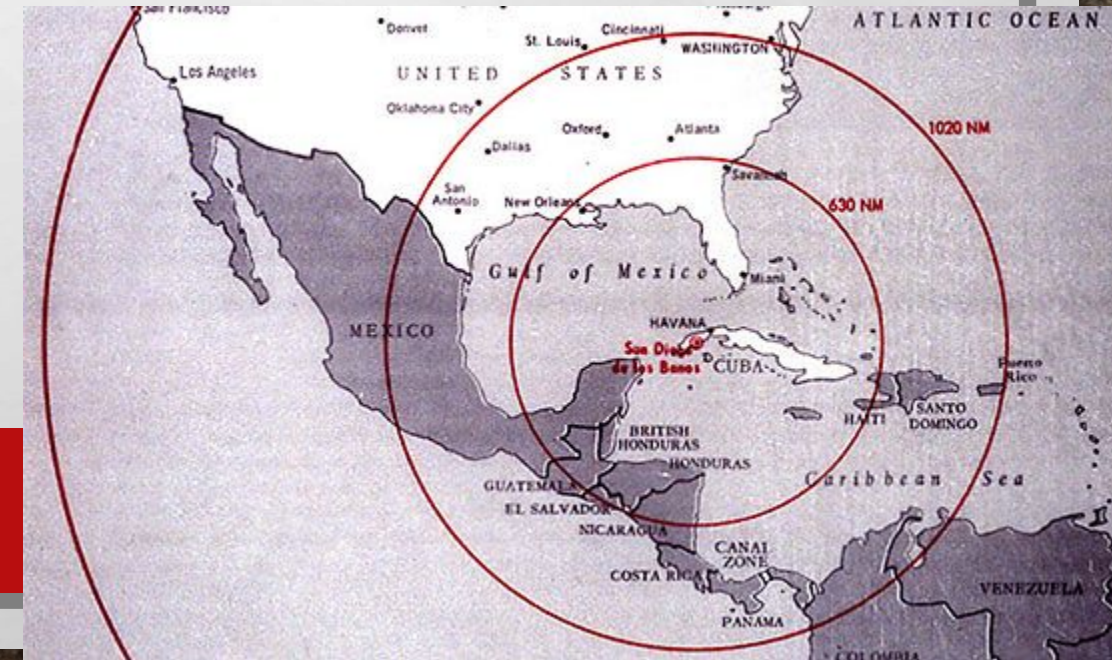 San Francisco
ATLANTIC OCEAN
Denver
Cincinnati
St. Louis
WASHINGTON
UNITED STATES
Los Angeles
Oklahoma City
1020 NM
Oxford
Atlanta
Dallas
Savannah
San
Antonio
New Orleans
630 NM
Gulf of Mexico
Miami
HAVANA
MEXICO
San Diego
de los Banos
CUBA
Puerto
Rico
HAITI
SANTO
DOMINGO
BRITISH
HONDURAS
HONDURAS
GUATEMALA
Caribbean Sea
EL SALVADOR
NICARAGUA
CANAL
ZONE
COSTA RICA
VENEZUELA
PANAMA
COLOMBIA